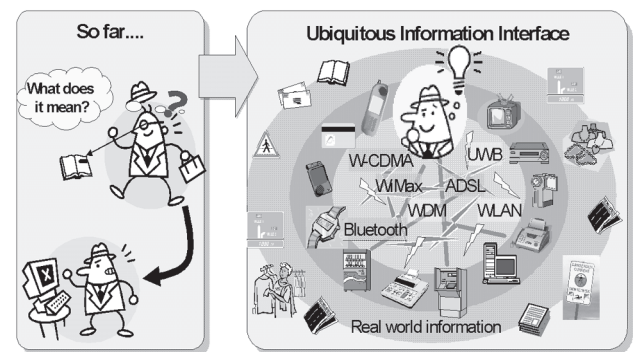 So far....
What does
it mean?
?
X
Ubiquitous Information Interface
W-CDMA
UWB
WiMax
ADSL
WDM
WLAN
Bluetooth
Real world information